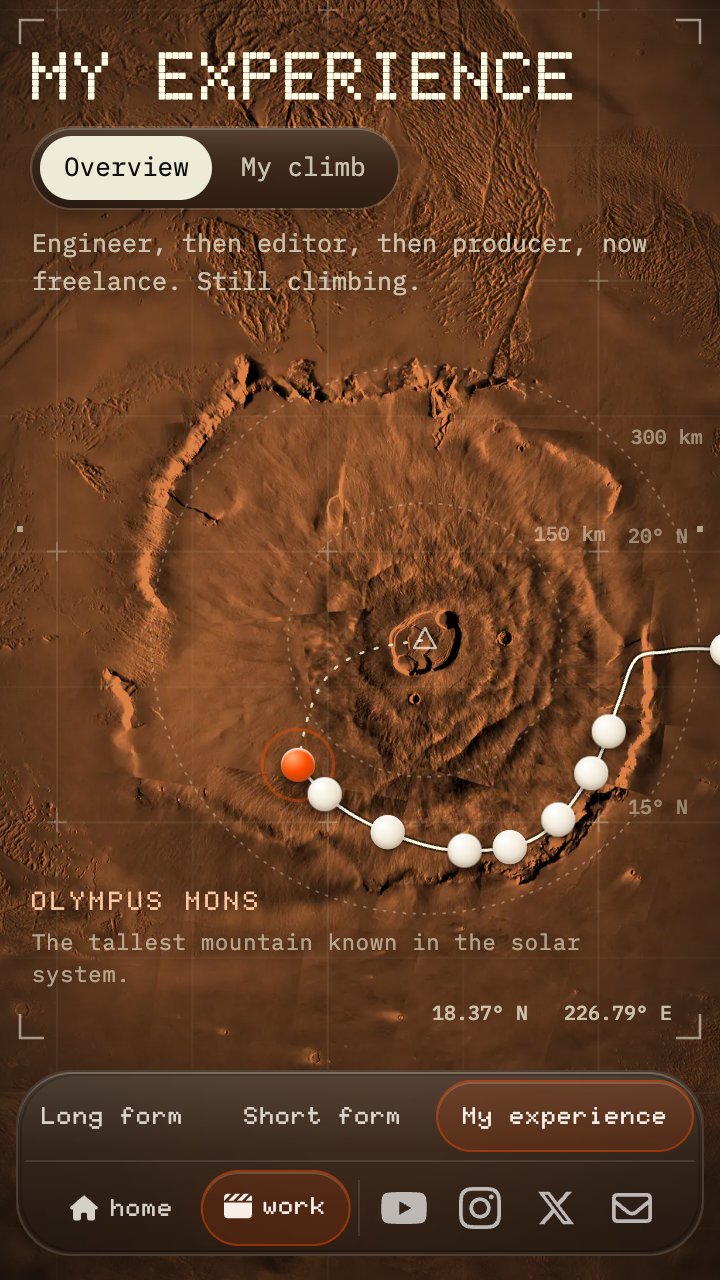 MY EXPERIENCE
Overview My climb
Engineer, then editor, then producer, now
freelance. Still climbing.
300 km
150 km 20° N
15° N
OLYMPUS MONS
The tallest mountain known in the solar
system.
18.37° N 226.79° E
Long form Short form My experience
home work